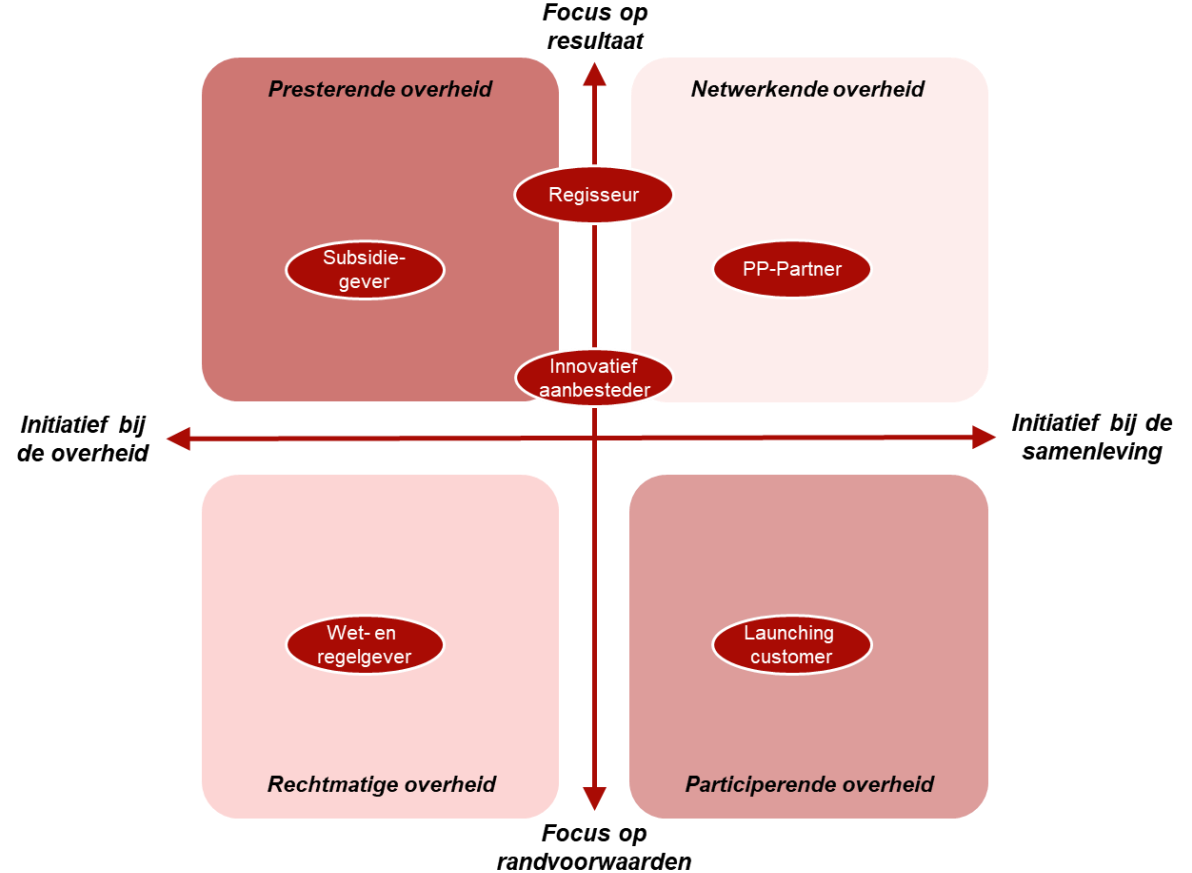 Focus op
resultaat
Presterende overheid
Netwerkende overheid
Regisseur
Subsidie-
gever
PP-Partner
Innovatief
aanbesteder
Initiatief bij
de overheid
Initiatief bij de
samenleving
Wet- en
regelgever
Launching
customer
Rechtmatige overheid
Participerende overheid
Focus op
randvoorwaarden